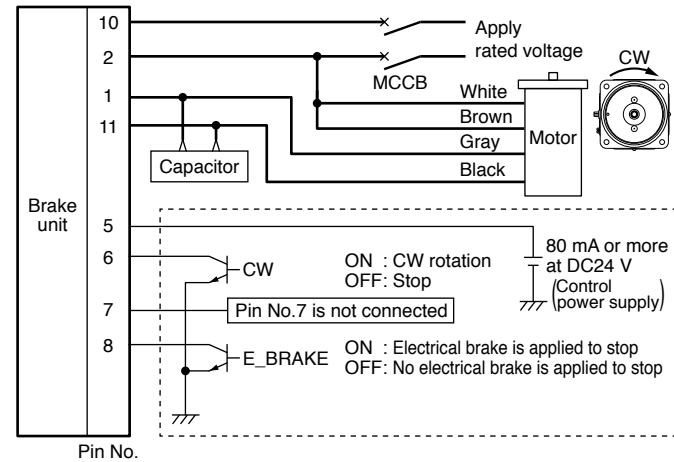 10
Apply
rated voltage
2
MCCB
CW
1
White
Brown
11
Gray
Motor
Capacitor
Black
Brake
unit
5
6
CW
ON : CW rotation
OFF: Stop
80 mA or more
at DC24 V
(Control
power supply)
7
Pin No.7 is not connected
8
E_BRAKE
ON : Electrical brake is applied to stop
OFF: No electrical brake is applied to stop
Pin No.